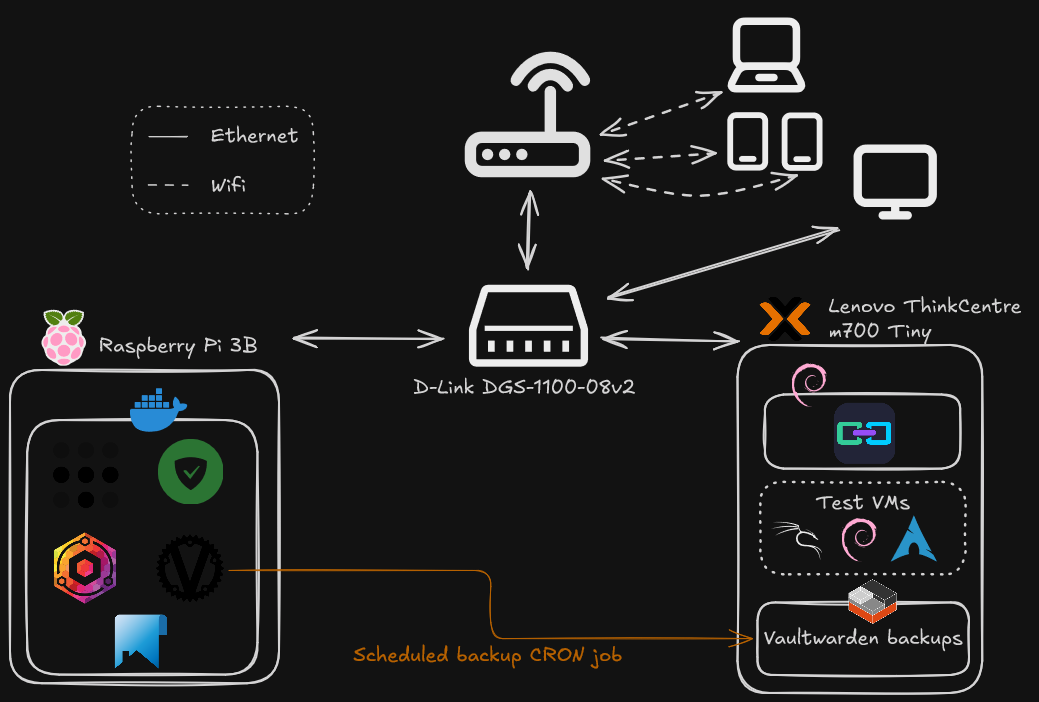 Ethernet
Wifi
Raspberry Pi 3B
D-Link DGS-1100-08v2
Lenovo ThinkCentre
m700 Tiny
Test VMs
Vaultwarden backups
Scheduled backup CRON job